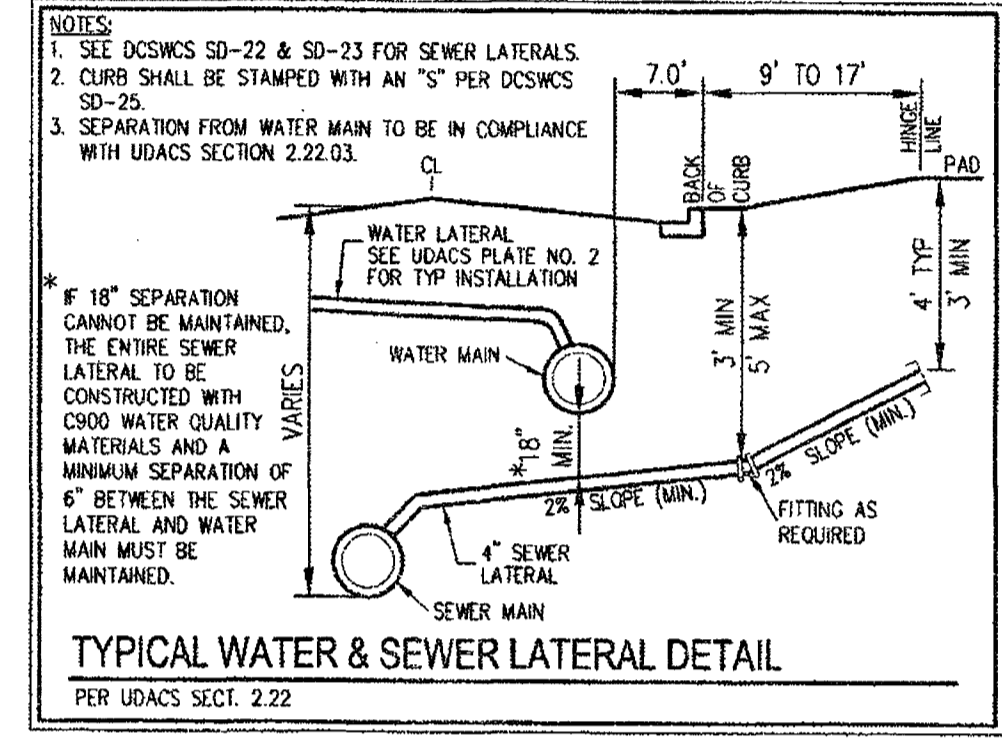 NOTES:
1. SEE DCSWCS SD-22 & SD-23 FOR SEWER LATERALS.
2. CURB SHALL BE STAMPED WITH AN "S" PER DCSWCS
SD-25.
3. SEPARATION FROM WATER MAIN TO BE IN COMPLIANCE
WITH UDACS SECTION 2.22.03.
7.0'
9' TO 17'
HINGE
LINE
PAD
CL
BACK
OF
CURB
WATER LATERAL
SEE UDACS PLATE NO. 2
FOR TYP INSTALLATION
4' TYP
3' MIN
3' MIN
5' MAX
* IF 18" SEPARATION
CANNOT BE MAINTAINED,
THE ENTIRE SEWER
LATERAL TO BE
CONSTRUCTED WITH
C900 WATER QUALITY
MATERIALS AND A
MINIMUM SEPARATION OF
6" BETWEEN THE SEWER
LATERAL AND WATER
MAIN MUST BE
MAINTAINED.
VARIES
WATER MAIN
*18"
MIN.
2% SLOPE (MIN.)
2% SLOPE (MIN.)
FITTING AS
REQUIRED
4" SEWER
LATERAL
SEWER MAIN
TYPICAL WATER & SEWER LATERAL DETAIL
PER UDACS SECT. 2.22